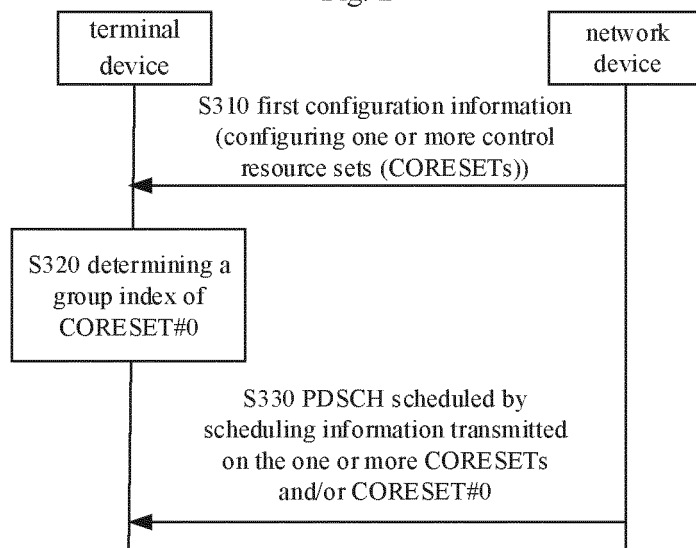 terminal
device
network
device
S310 first configuration information
(configuring one or more control
resource sets (CORESETs))
S320 determining a
group index of
CORESET#0
S330 PDSCH scheduled by
scheduling information transmitted
on the one or more CORESETs
and/or CORESET#0